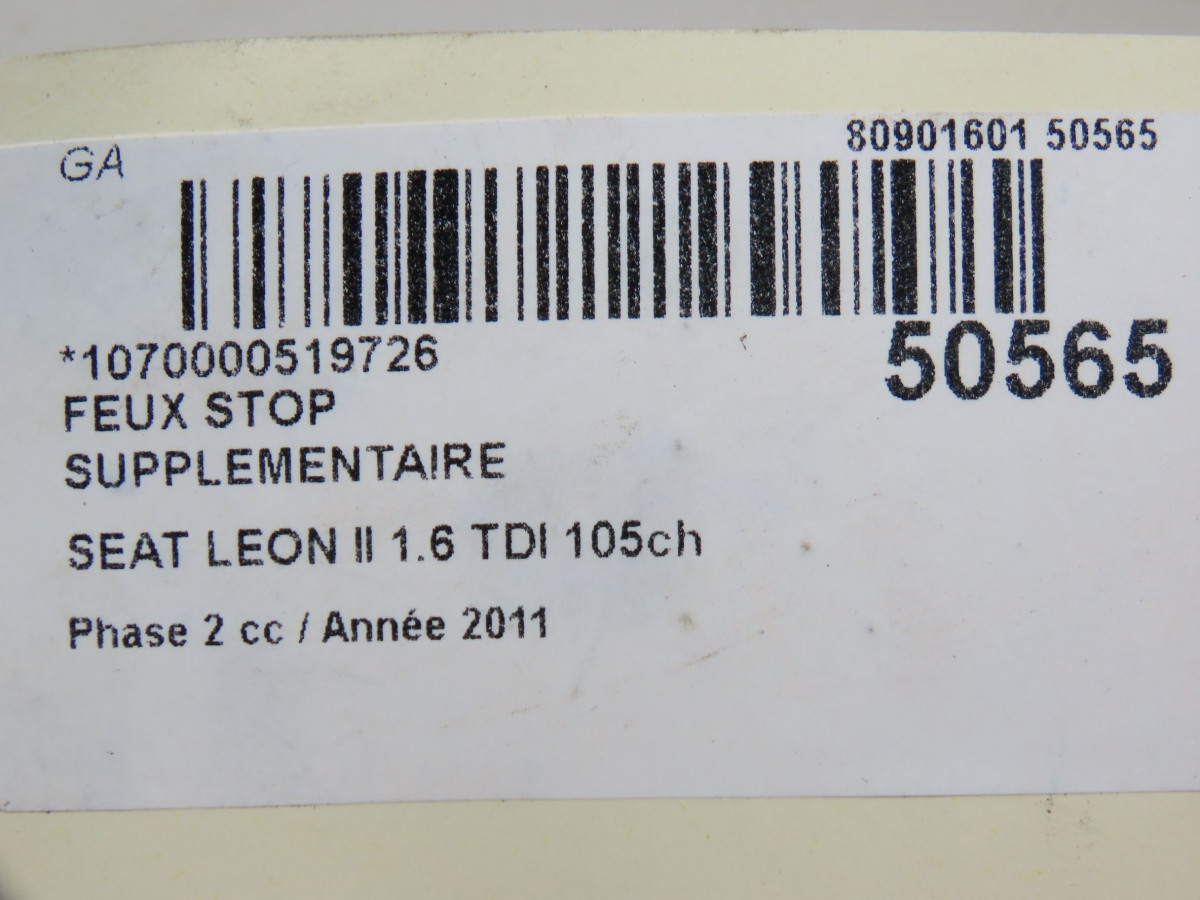 GA
80901601 50565
*1070000519726
50565
FEUX STOP
SUPPLEMENTAIRE
SEAT LEON II 1.6 TDI 105ch
Phase 2 cc / Année 2011